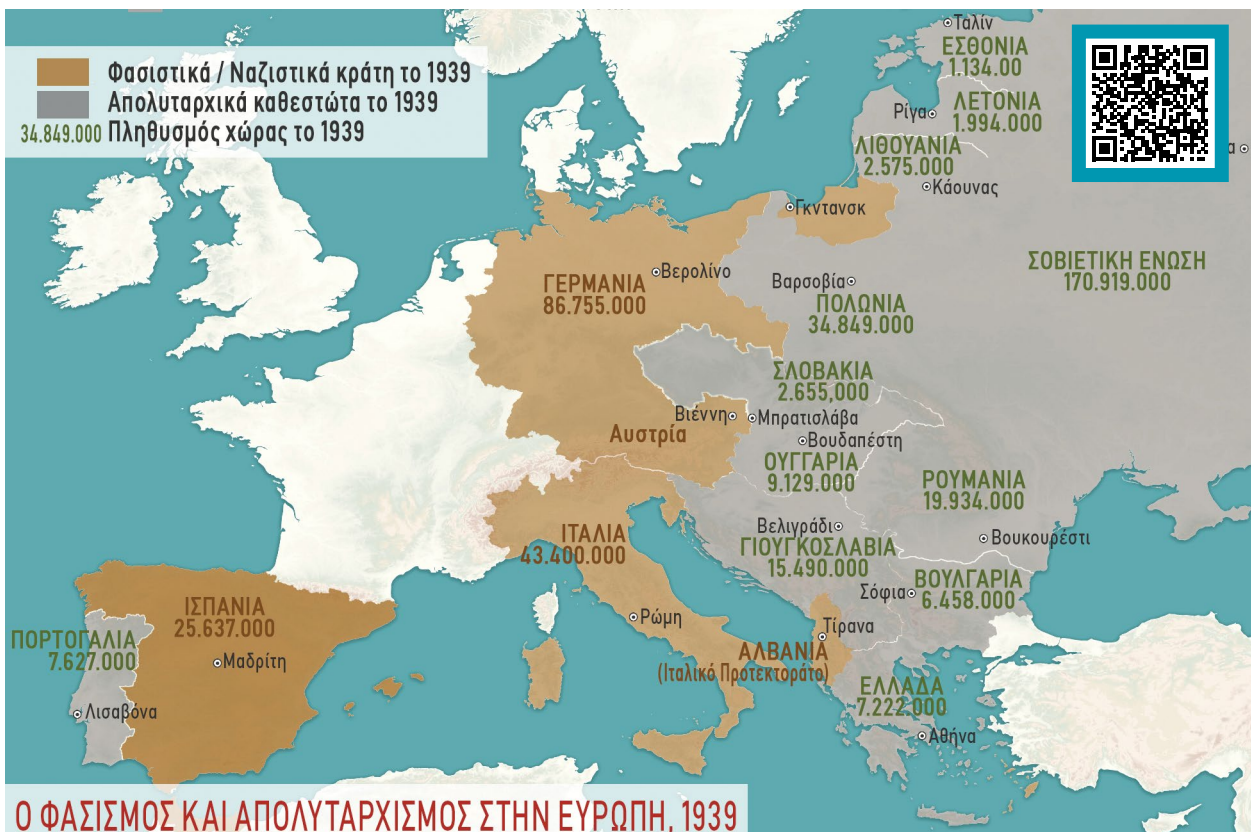 Φασιστικά / Ναζιστικά κράτη το 1939
Απολυταρχικά καθεστώτα το 1939
34.849.000 Πληθυσμός χώρας το 1939
Ταλίν
ΕΣΘΟΝΙΑ
1.134.00
ΛΕΤΟΝΙΑ
1.994.000
Ρίγα
ΛΙΘΟΥΑΝΙΑ
2.575.000
Κάουνας
Γκντανσκ
ΣΟΒΙΕΤΙΚΗ ΕΝΩΣΗ
170.919.000
ΓΕΡΜΑΝΙΑ
86.755.000
Βερολίνο
Βαρσοβία
ΠΟΛΩΝΙΑ
34.849.000
ΣΛΟΒΑΚΙΑ
2.655,000
Βιέννη
Μπρατισλάβα
Αυστρία
Βουδαπέστη
ΟΥΓΓΑΡΙΑ
9.129.000
ΡΟΥΜΑΝΙΑ
19.934.000
Βουκουρέστι
ΙΤΑΛΙΑ
43.400.000
Βελιγράδι
ΓΙΟΥΓΚΟΣΛΑΒΙΑ
15.490.000
ΒΟΥΛΓΑΡΙΑ
6.458.000
Σόφια
ΙΣΠΑΝΙΑ
25.637.000
Μαδρίτη
ΠΟΡΤΟΓΑΛΙΑ
7.627.000
Λισαβόνα
Ρώμη
Τίρανα
ΑΛΒΑΝΙΑ
(Ιταλικό Προτεκτοράτο)
ΕΛΛΑΔΑ
7.222.000
Αθήνα
Ο ΦΑΣΙΣΜΟΣ ΚΑΙ ΑΠΟΛΥΤΑΡΧΙΣΜΟΣ ΣΤΗΝ ΕΥΡΩΠΗ, 1939